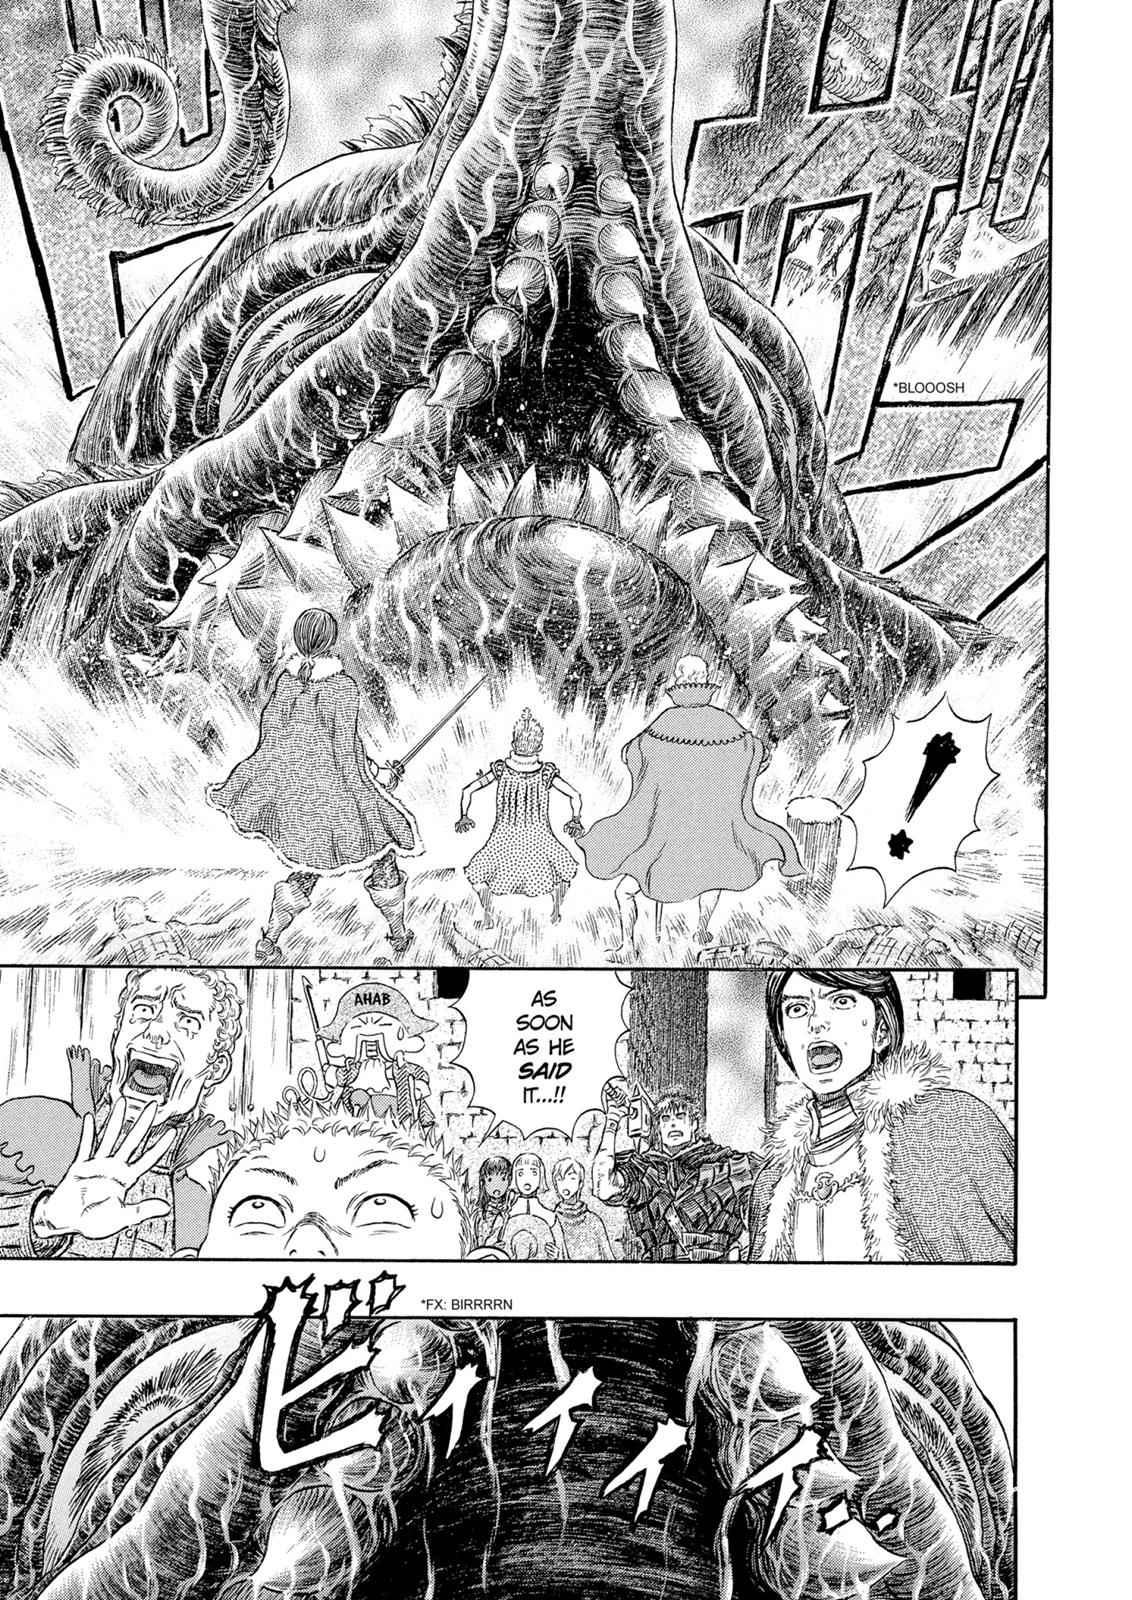 *BLOOOSH
!
AHAB
AS
SOON
AS HE
SAID
IT...!!
*FX: BIRRRRN
ビィィィィ